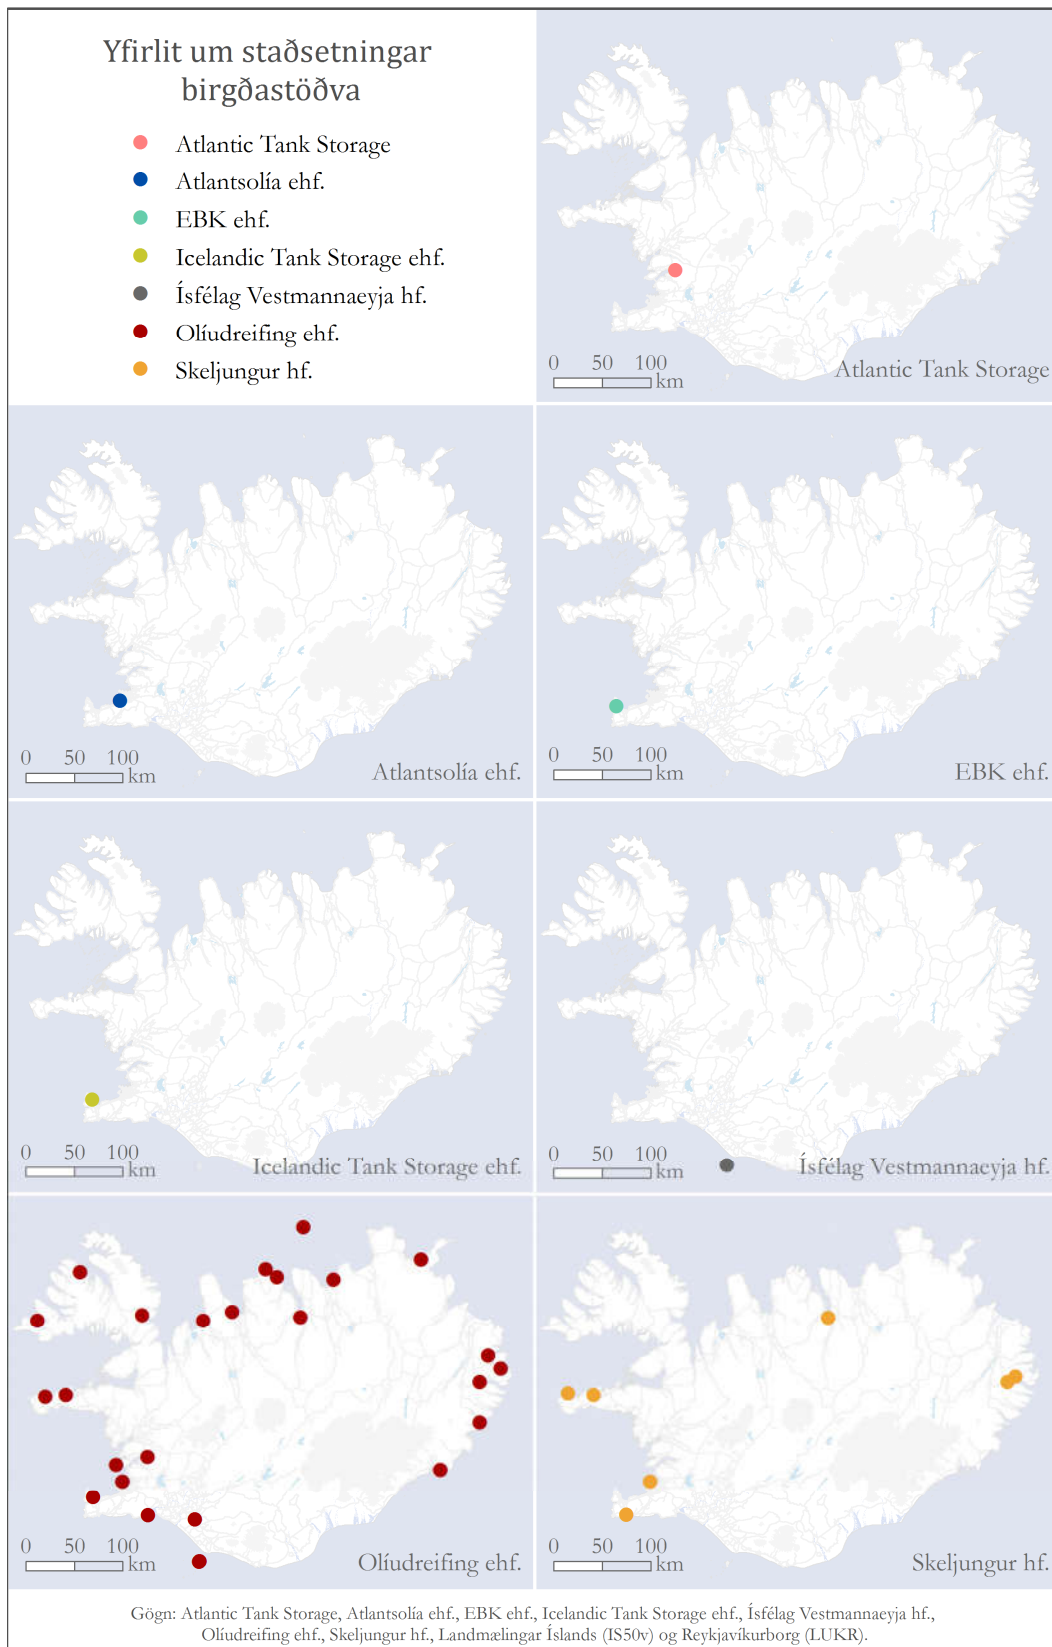 Yfirlit um staðsetningar
birgðastöðva
Atlantic Tank Storage
Atlantsolía ehf.
EBK ehf.
Icelandic Tank Storage ehf.
Ísfélag Vestmannaeyja hf.
Olíudreifing ehf.
Skeljungur hf.
0 50 100
km
Atlantic Tank Storage
0 50 100
km
Atlantsolía ehf.
0 50 100
km
EBK ehf.
0 50 100
km
Icelandic Tank Storage ehf.
0 50 100
km
Ísfélag Vestmannaeyja hf.
0 50 100
km
Olíudreifing ehf.
0 50 100
km
Skeljungur hf.
Gögn: Atlantic Tank Storage, Atlantsolía ehf., EBK ehf., Icelandic Tank Storage ehf., Ísfélag Vestmannaeyja hf.,
Olíudreifing ehf., Skeljungur hf., Landmælingar Íslands (IS50v) og Reykjavíkurborg (LUKR).